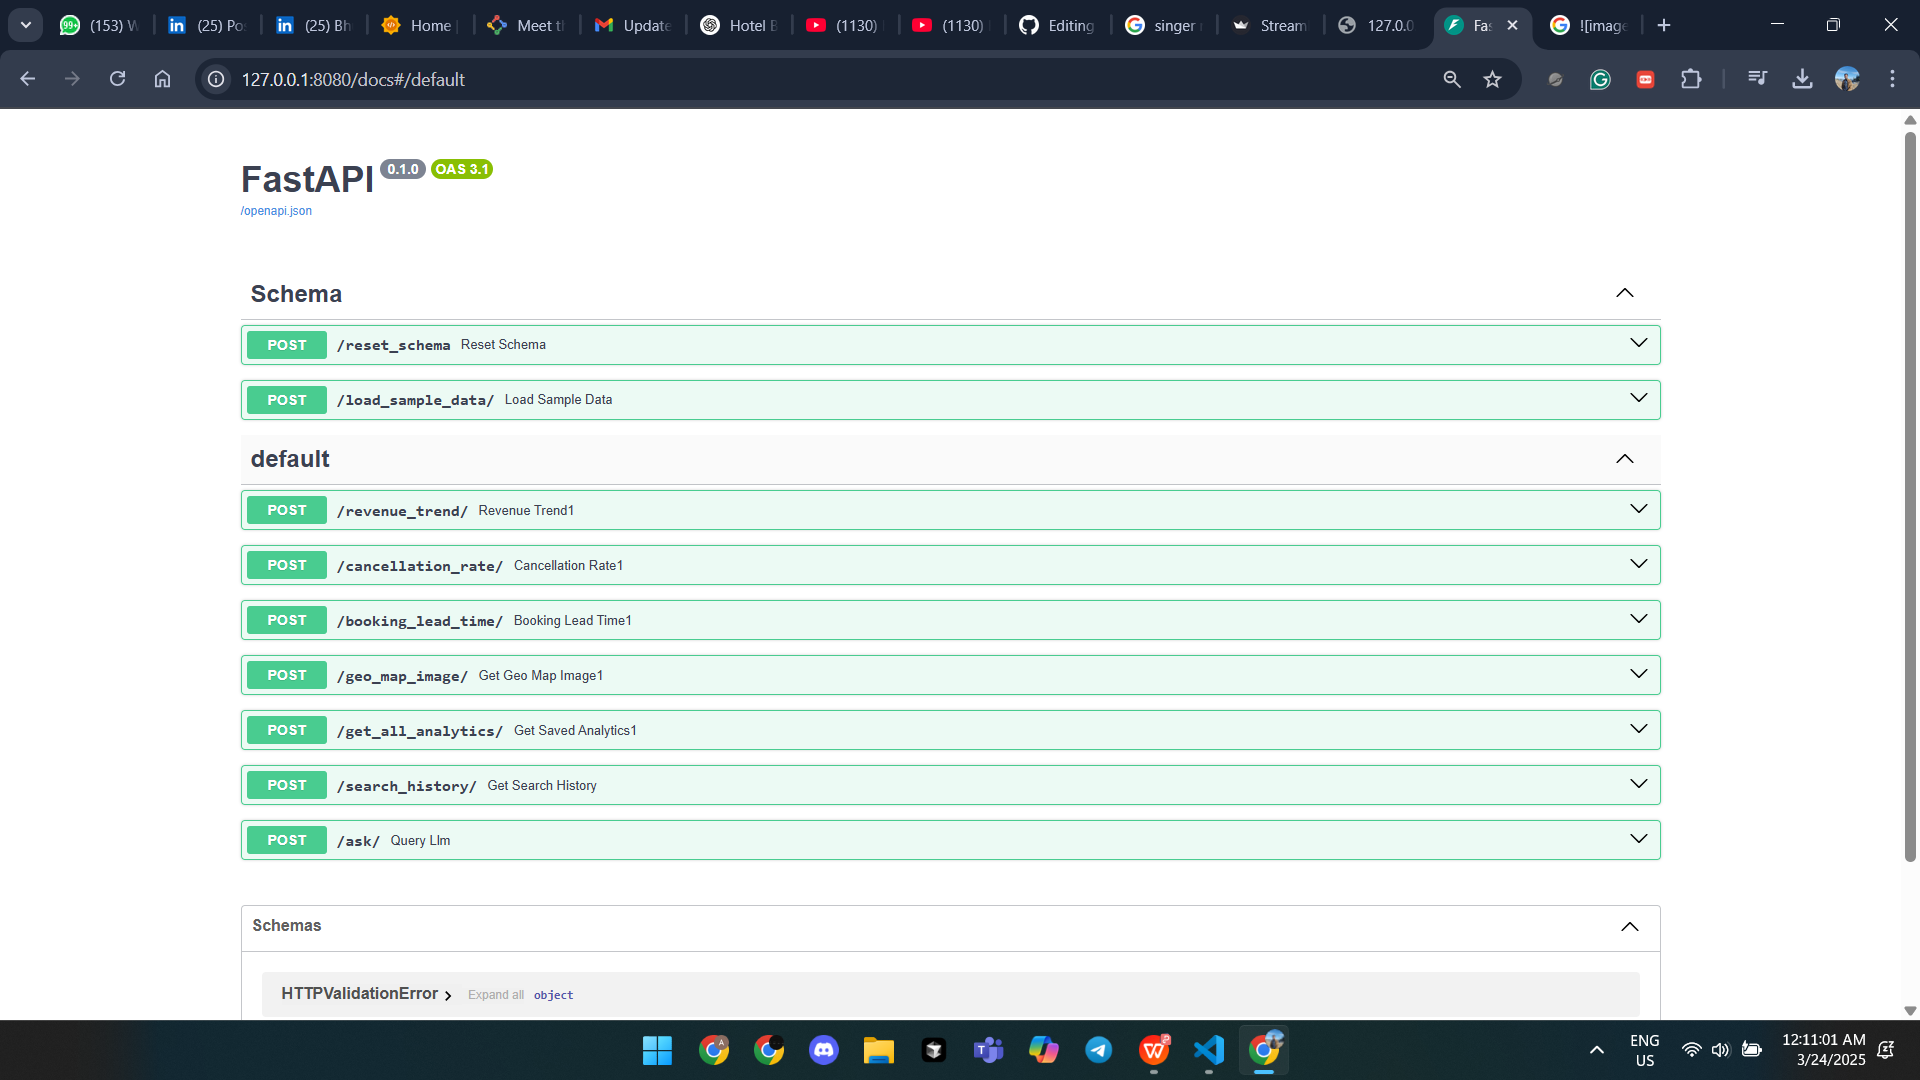 (153) W
(25) Po
(25) Bh
Home
Meet th
Update
Hotel B
(1130)
(1130)
Editing
singer
Stream
127.0.0
Fas
![image
127.0.0.1:8080/docs#/default
FastAPI 0.1.0 OAS 3.1
/openapi.json
Schema
POST /reset_schema Reset Schema
POST /load_sample_data/ Load Sample Data
default
POST /revenue_trend/ Revenue Trend1
POST /cancellation_rate/ Cancellation Rate1
POST /booking_lead_time/ Booking Lead Time1
POST /geo_map_image/ Get Geo Map Image1
POST /get_all_analytics/ Get Saved Analytics1
POST /search_history/ Get Search History
POST /ask/ Query Llm
Schemas
HTTPValidationError Expand all object
ENG
US
12:11:01 AM
3/24/2025